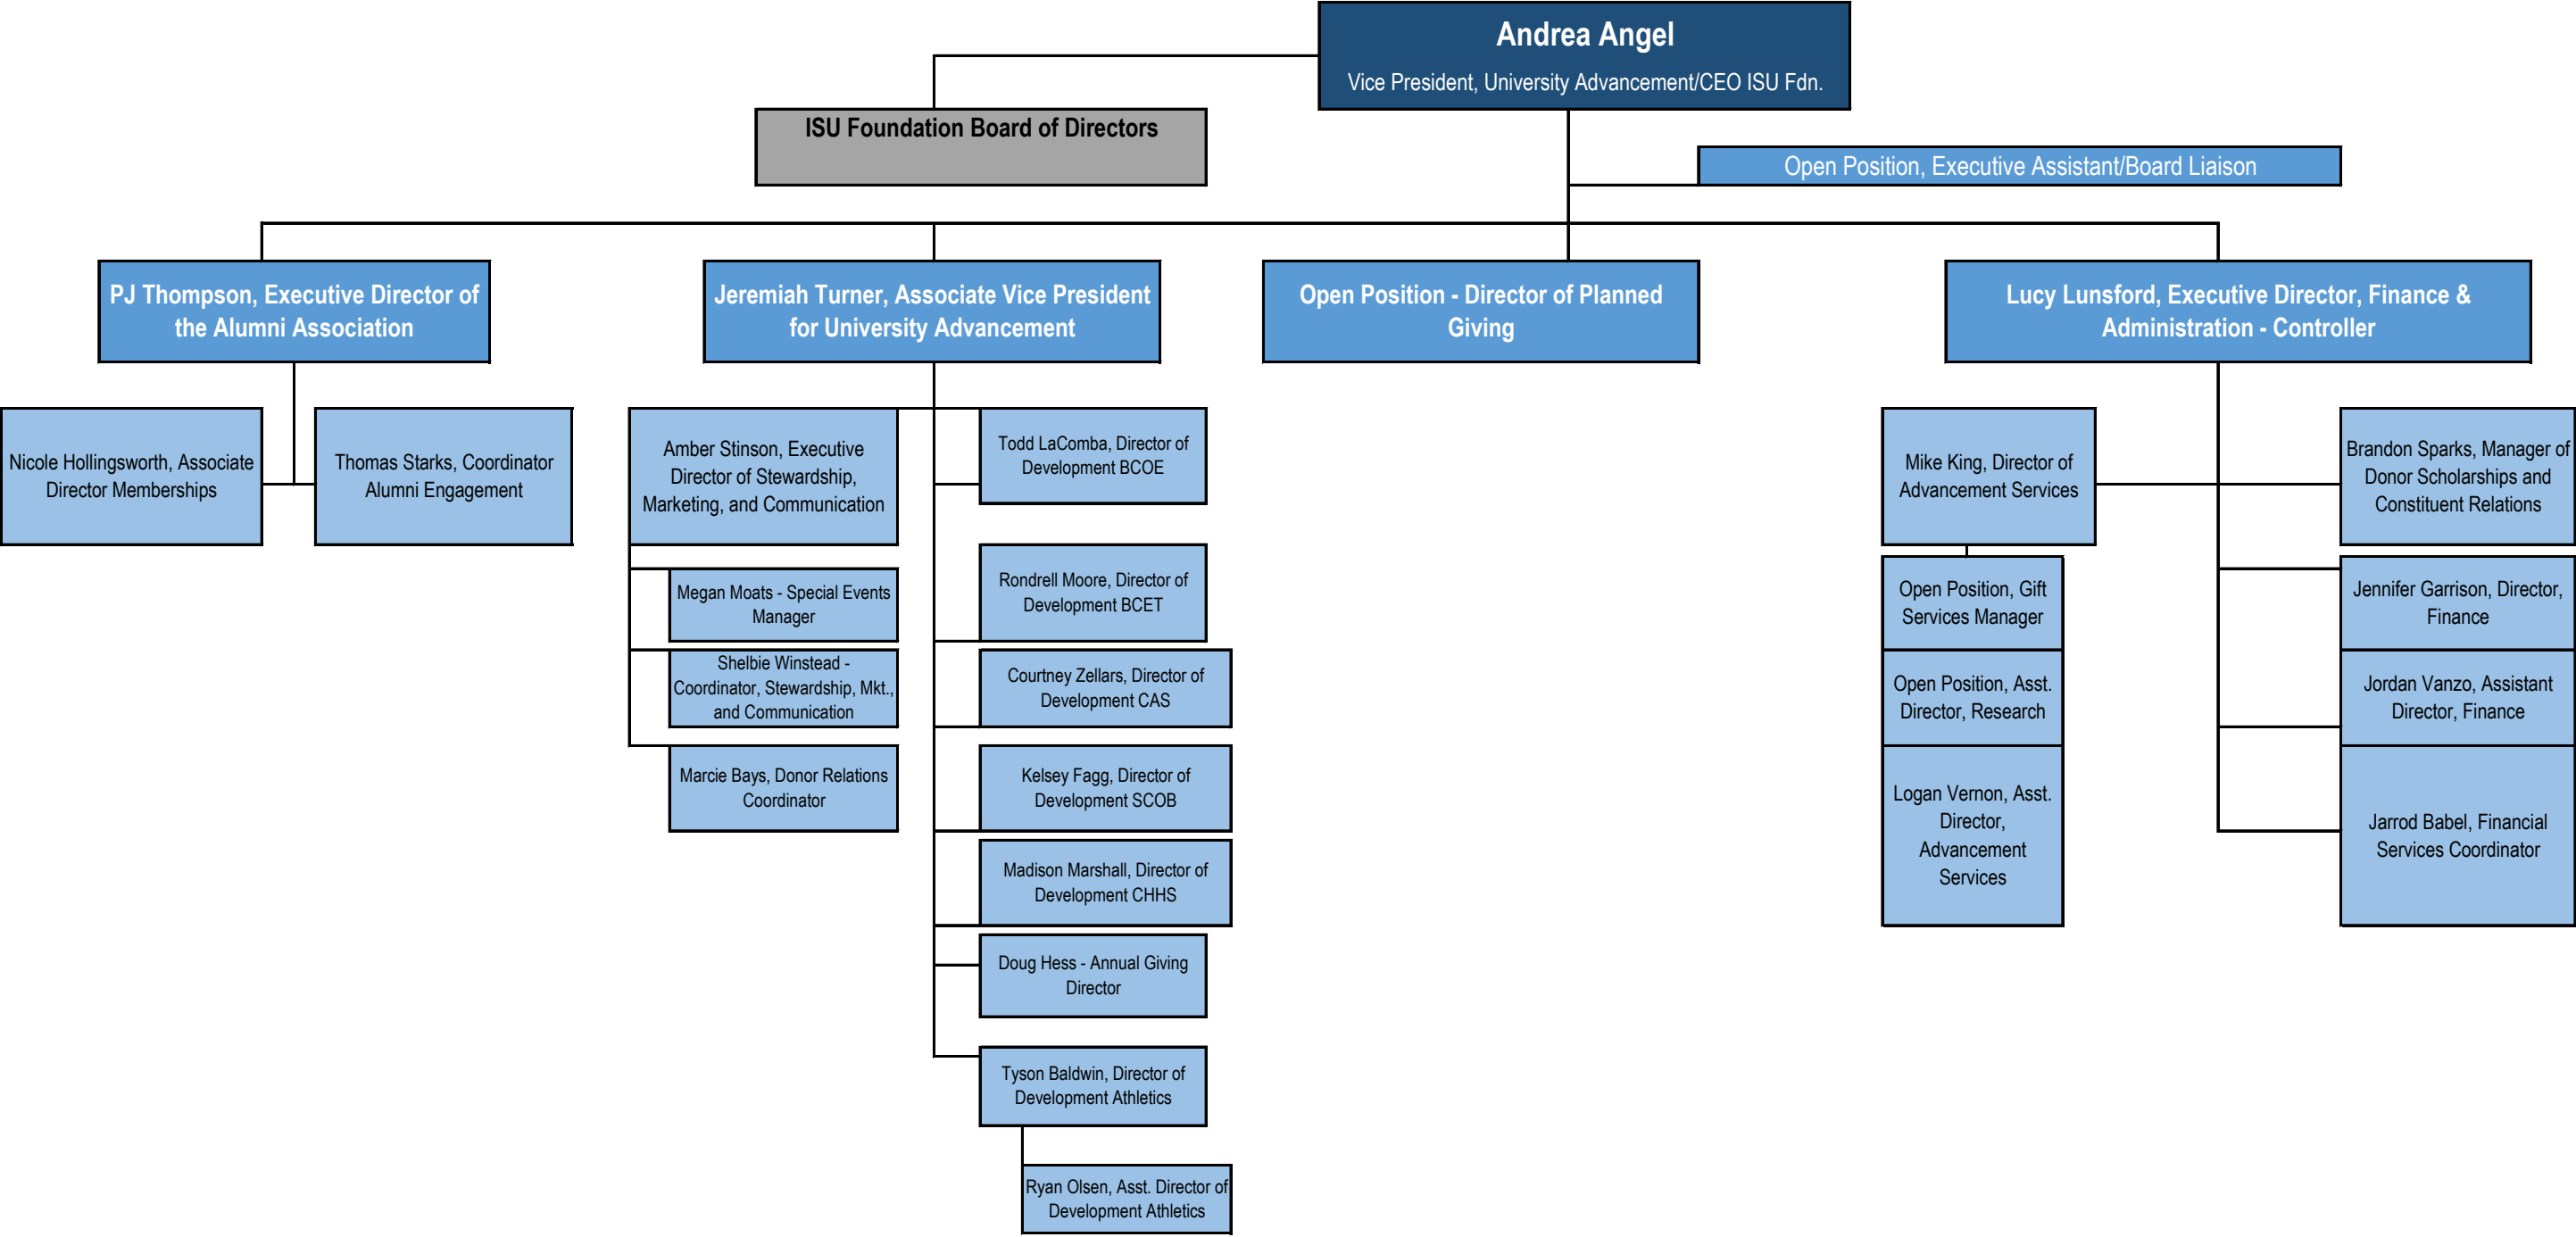 Andrea Angel
Vice President, University Advancement/CEO ISU Fdn.
ISU Foundation Board of Directors
Open Position, Executive Assistant/Board Liaison
PJ Thompson, Executive Director of
the Alumni Association
Jeremiah Turner, Associate Vice President
for University Advancement
Open Position - Director of Planned
Giving
Lucy Lunsford, Executive Director, Finance &
Administration - Controller
Nicole Hollingsworth, Associate
Director Memberships
Thomas Starks, Coordinator
Alumni Engagement
Amber Stinson, Executive
Director of Stewardship,
Marketing, and Communication
Megan Moats - Special Events
Manager
Shelbie Winstead -
Coordinator, Stewardship, Mkt.,
and Communication
Marcie Bays, Donor Relations
Coordinator
Todd LaComba, Director of
Development BCOE
Rondrell Moore, Director of
Development BCET
Courtney Zellars, Director of
Development CAS
Kelsey Fagg, Director of
Development SCOB
Madison Marshall, Director of
Development CHHS
Doug Hess - Annual Giving
Director
Tyson Baldwin, Director of
Development Athletics
Ryan Olsen, Asst. Director of
Development Athletics
Mike King, Director of
Advancement Services
Open Position, Gift
Services Manager
Open Position, Asst.
Director, Research
Logan Vernon, Asst.
Director,
Advancement
Services
Brandon Sparks, Manager of
Donor Scholarships and
Constituent Relations
Jennifer Garrison, Director,
Finance
Jordan Vanzo, Assistant
Director, Finance
Jarrod Babel, Financial
Services Coordinator